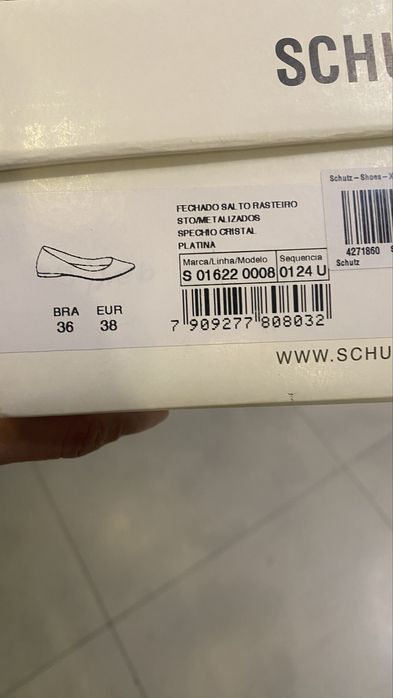 SCHU
Schutz-Shoes-X
FECHADO SALTO RASTEIRO
STO/METALIZADOS
SPECHIO CRISTAL
PLATINA
Marca/Linha/Modelo Sequencia
S 01622 0008 0124 U
4271860 S
Schutz
BRA EUR
36 38
7 909277 808032
WWW.SCHU